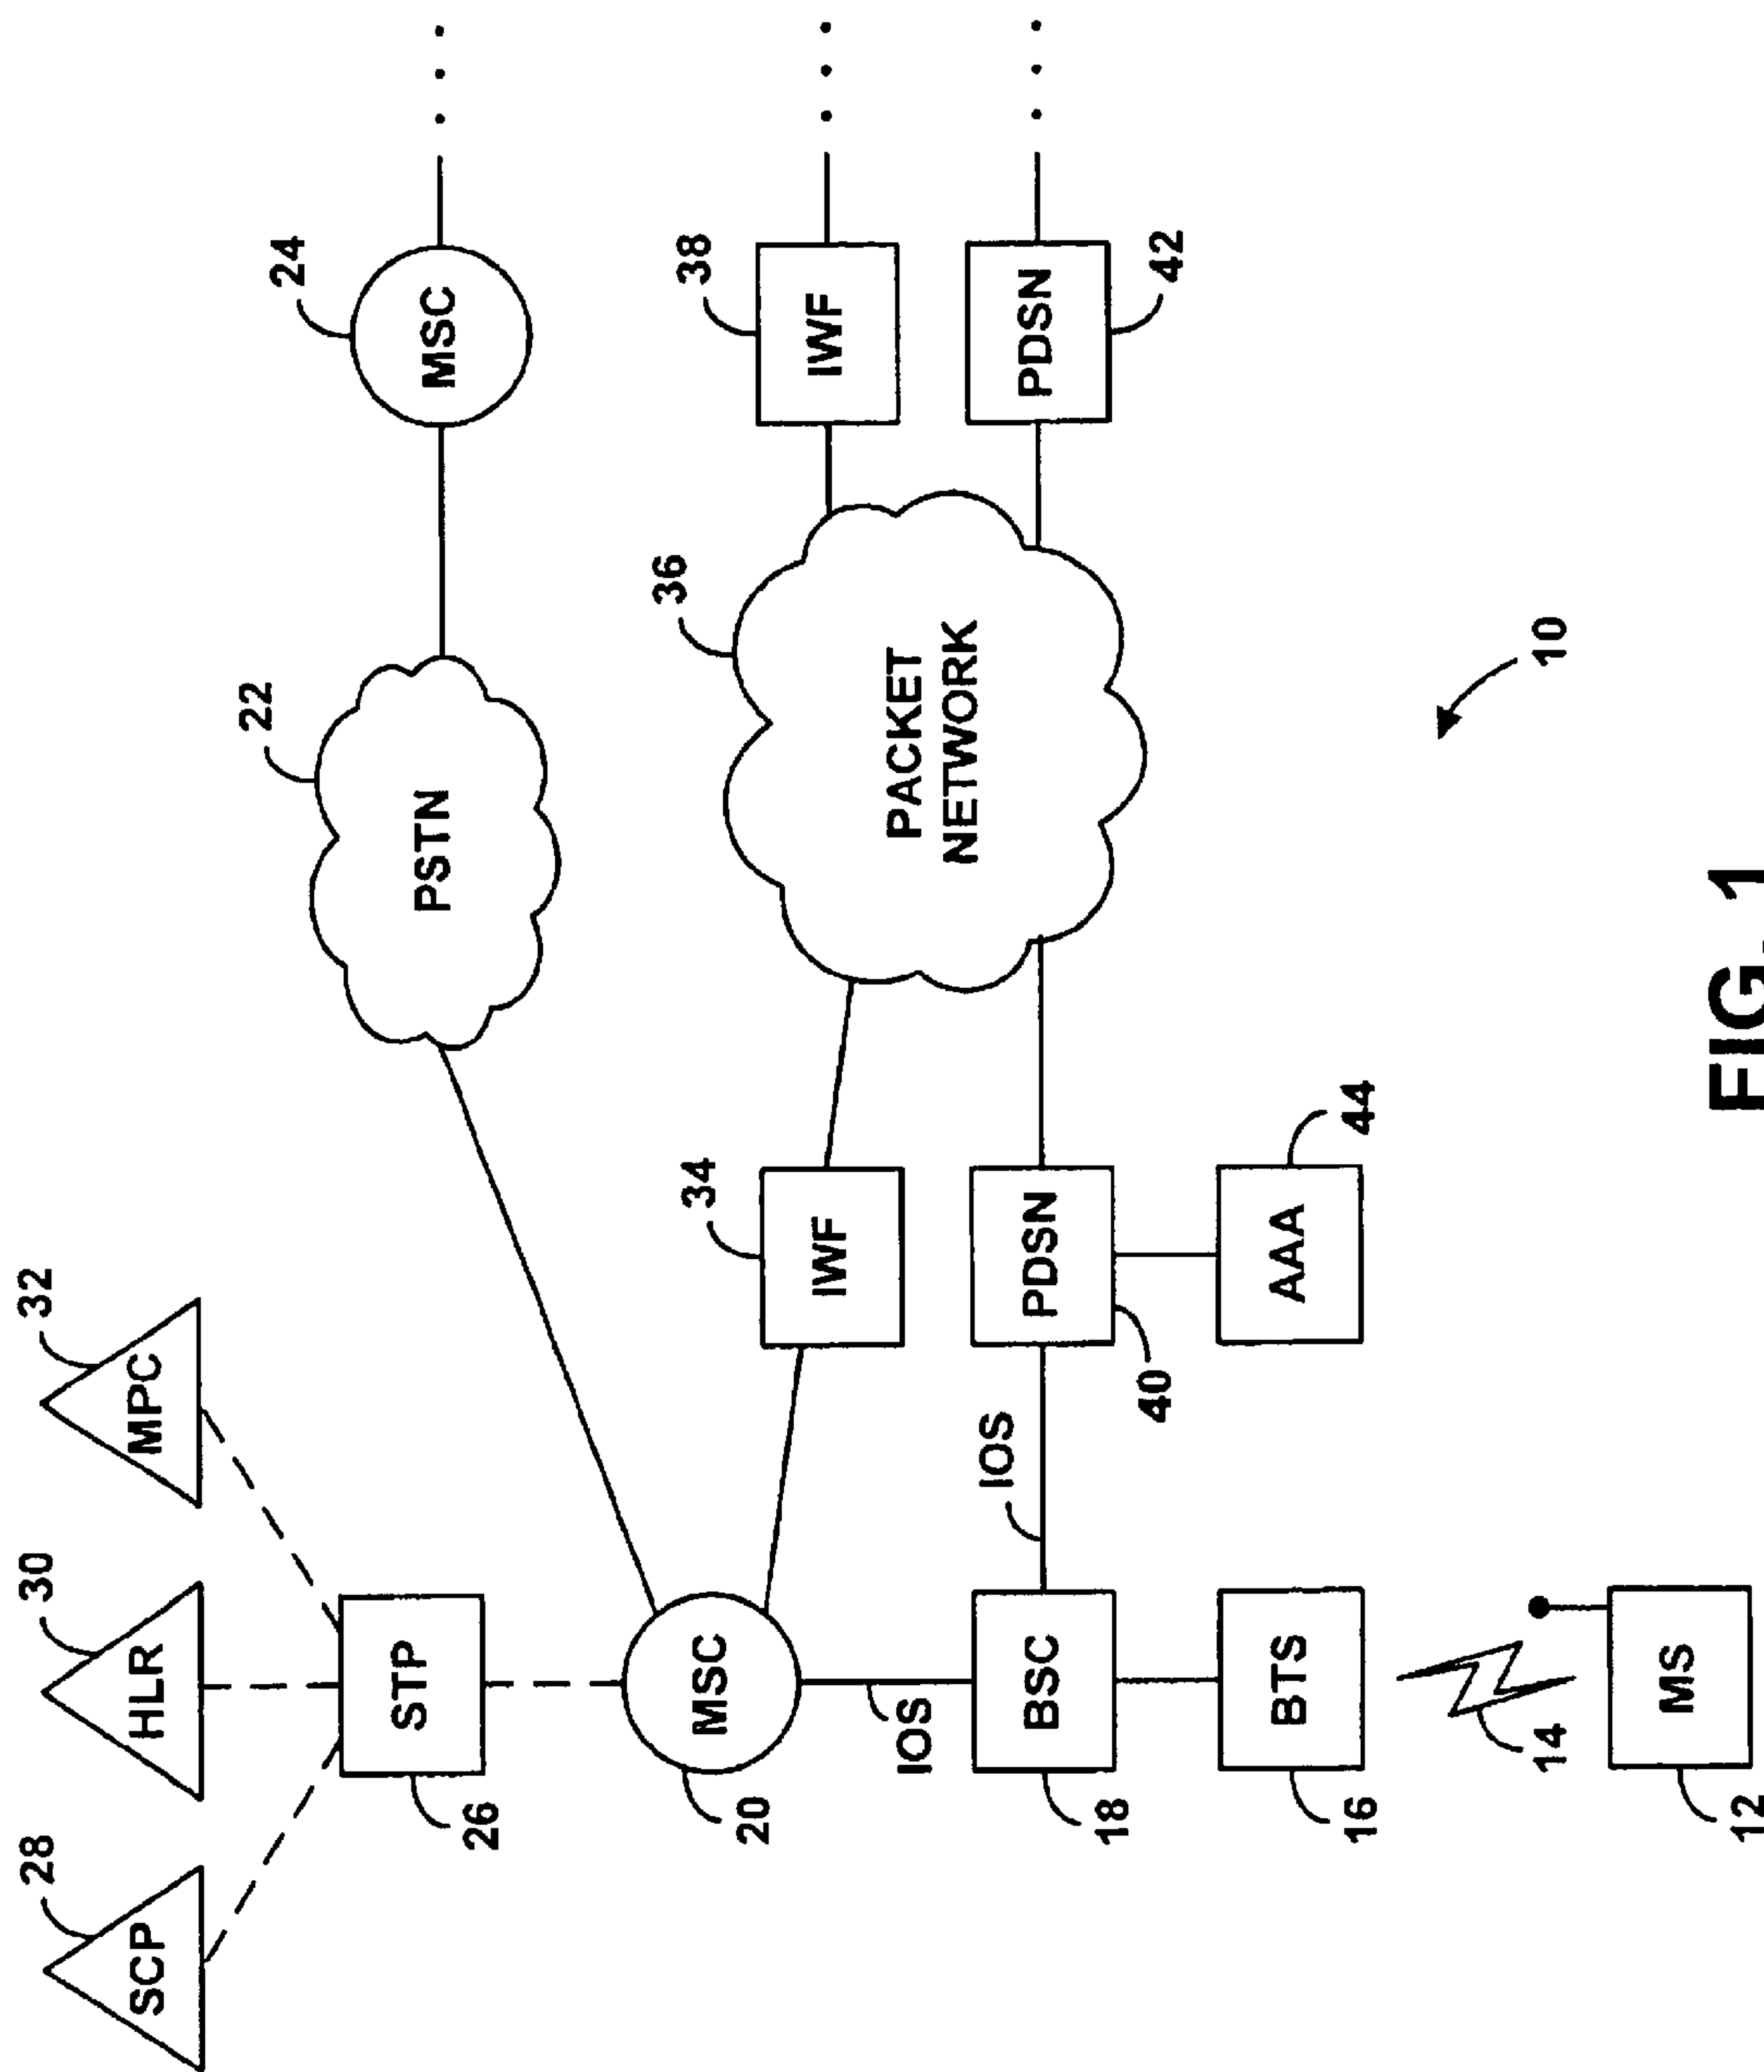 28
30
32
SCP
HLR
MPC
STP
26
22
24
PSTN
MSC
MSC
20
34
36
38
IWF
IWF
IOS
PACKET
NETWORK
IOS
BSC
18
PDSN
40
PDSN
42
BTS
16
AAA
44
14
10
MS
12
FIG. 1